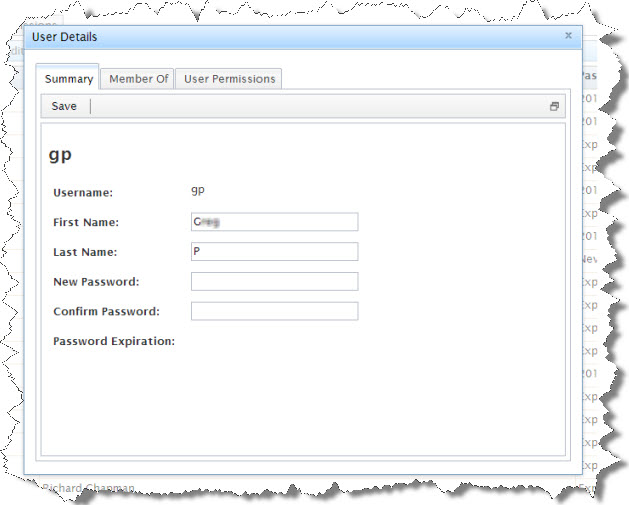 User Details
Summary Member Of User Permissions
Save
gp
Username: gp
First Name:
Last Name: P
New Password:
Confirm Password:
Password Expiration:
Pas
201
201
Exp
Exp
201
Exp
201
Nev
Exp
Exp
Exp
Exp
201
Exp
Exp
Exp
Exp
Richard Chapman Exp